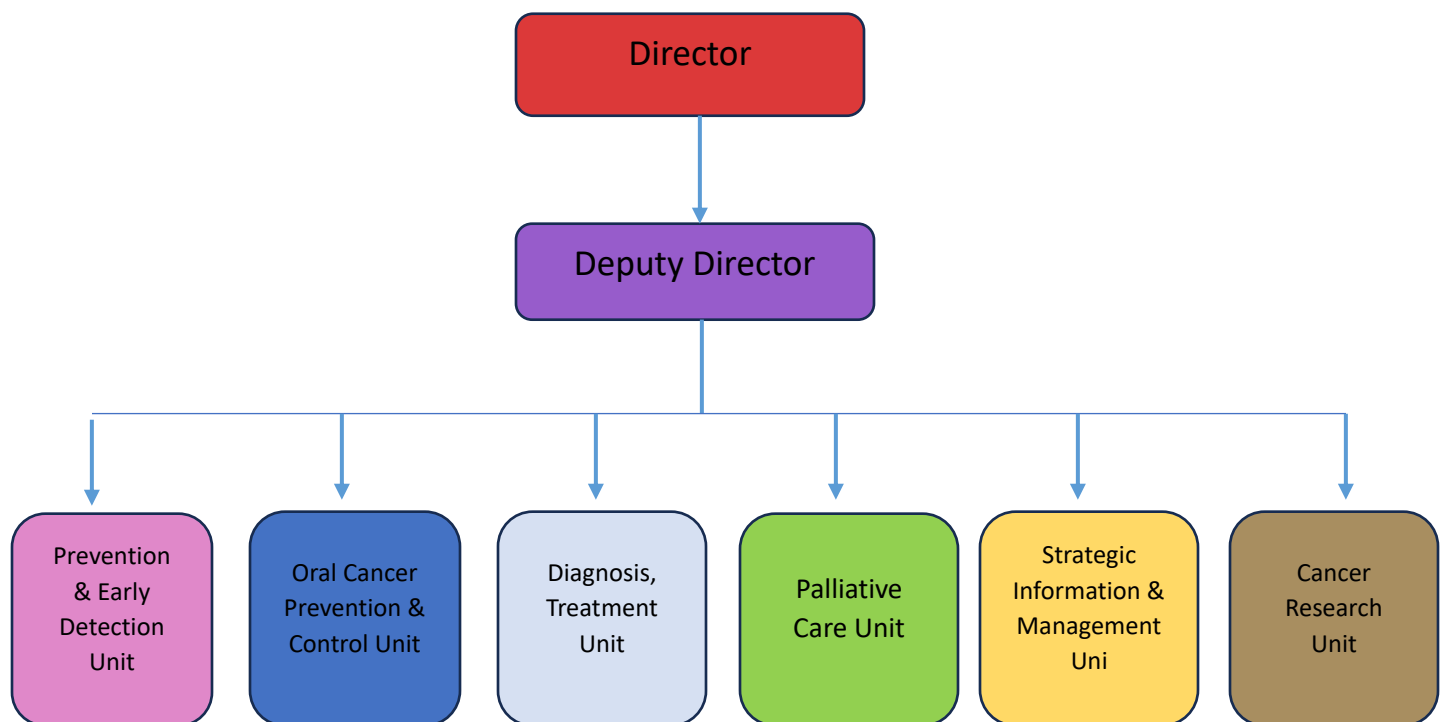 Director
Deputy Director
Prevention
& Early
Detection
Unit
Oral Cancer
Prevention &
Control Unit
Diagnosis,
Treatment
Unit
Palliative
Care Unit
Strategic
Information &
Management
Uni
Cancer
Research
Unit